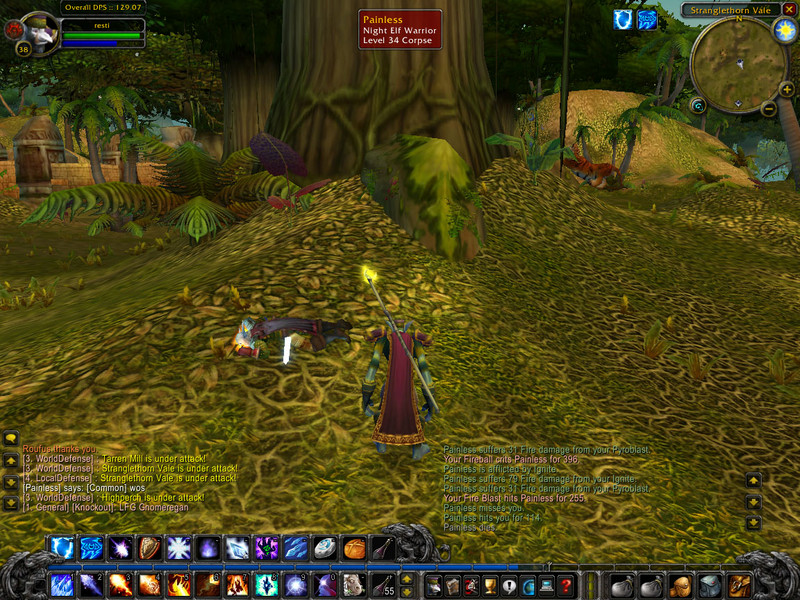 Overall DPS :: 129.07
resti
38
Painless
Night Elf Warrior
Level 34 Corpse
Stranglethorn Vale
N
Roufus thanks you.
[3. WorldDefense] : Tarren Mill is under attack!
[3. WorldDefense] : Stranglethorn Vale is under attack!
[4. LocalDefense] : Stranglethorn Vale is under attack!
[Painless] says: [Common] wos
[3. WorldDefense] : Highperch is under attack!
[1. General] [Knockout]: LFG Gnomeregan
Painless suffers 31 Fire damage from your Pyroblast.
Your Fireball crits Painless for 396.
Painless is afflicted by Ignite.
Painless suffers 79 Fire damage from your Ignite.
Painless suffers 31 Fire damage from your Pyroblast.
Your Fire Blast hits Painless for 255.
Painless misses you.
Painless hits you for 114.
Painless dies.
55